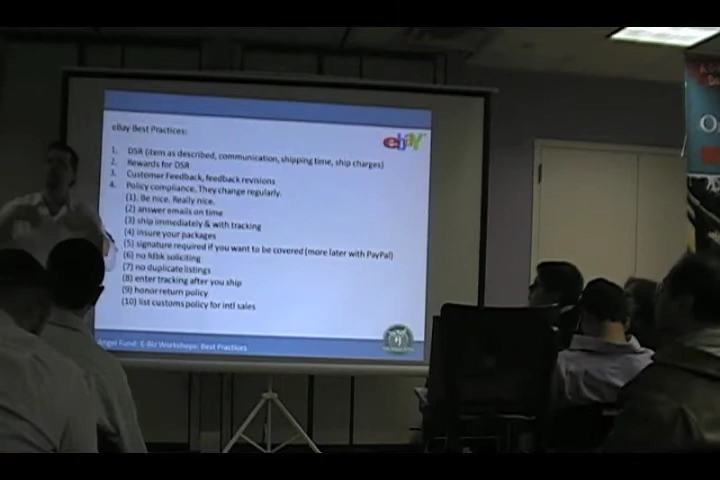 eBay Best Practices:
ebay
1. DSR (item as described, communication, shipping time, ship charges)
2. Rewards for DSR
3. Customer Feedback, feedback revisions
4. Policy compliance. They change regularly.
(1). Be nice. Really nice.
(2) answer emails on time
(3) ship immediately & with tracking
(4) insure your packages
(5) signature required if you want to be covered (more later with PayPal)
(6) no fdbk soliciting
(7) no duplicate listings
(8) enter tracking after you ship
(9) honor return policy
(10) list customs policy for intl sales
Angel Fund: E-Biz Workshops: Best Practices